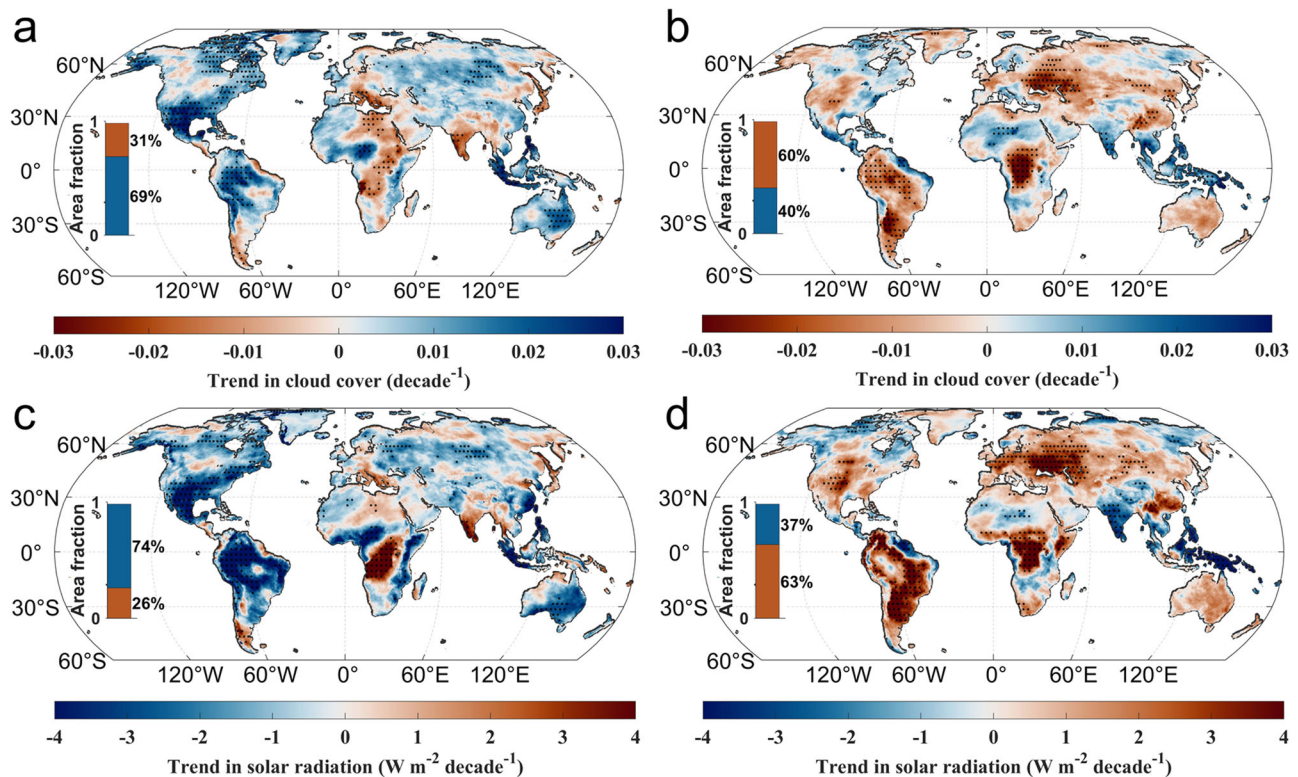 a
60°N
30°N
0°
30°S
60°S
120°W 60°W 0° 60°E 120°E
Area fraction
1
31%
69%
0
-0.03 -0.02 -0.01 0 0.01 0.02 0.03
Trend in cloud cover (decade⁻¹)
b
60°N
30°N
0°
30°S
60°S
120°W 60°W 0° 60°E 120°E
Area fraction
1
60%
40%
0
-0.03 -0.02 -0.01 0 0.01 0.02 0.03
Trend in cloud cover (decade⁻¹)
c
60°N
30°N
0°
30°S
60°S
120°W 60°W 0° 60°E 120°E
Area fraction
1
74%
26%
0
-4 -3 -2 -1 0 1 2 3 4
Trend in solar radiation (W m⁻² decade⁻¹)
d
60°N
30°N
0°
30°S
60°S
120°W 60°W 0° 60°E 120°E
Area fraction
1
37%
63%
0
-4 -3 -2 -1 0 1 2 3 4
Trend in solar radiation (W m⁻² decade⁻¹)